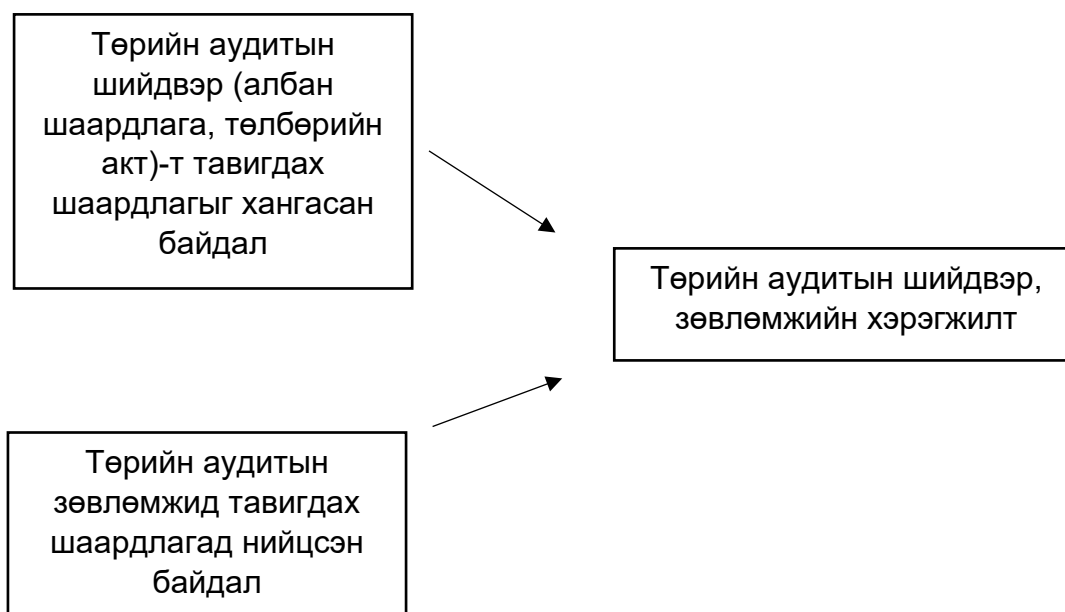 Төрийн аудитын
шийдвэр (албан
шаардлага, төлбөрийн
акт)-т тавигдах
шаардлагыг хангасан
байдал
Төрийн аудитын шийдвэр,
зөвлөмжийн хэрэгжилт
Төрийн аудитын
зөвлөмжид тавигдах
шаардлагад нийцсэн
байдал